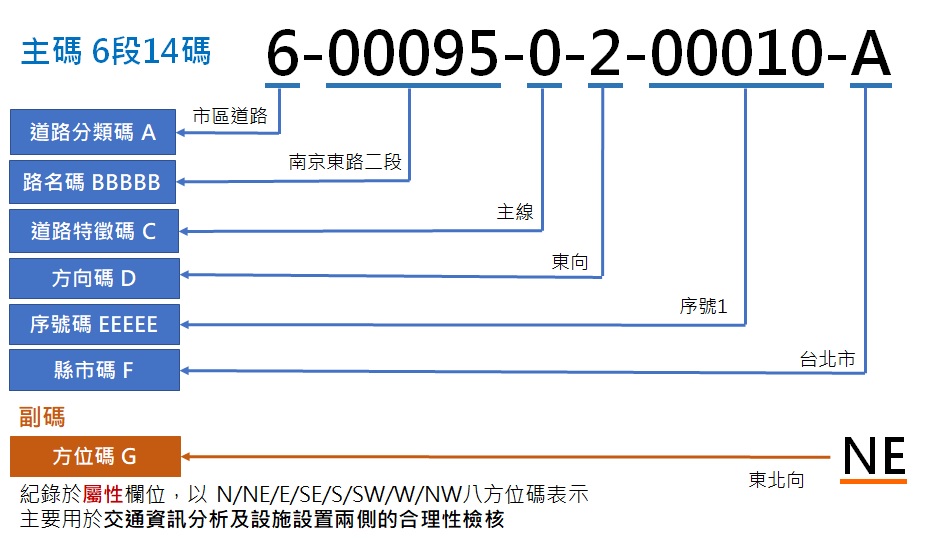 主碼 6段14碼
6-00095-0-2-00010-A
市區道路
道路分類碼 A
南京東路二段
路名碼 BBBBB
主線
道路特徵碼 C
東向
方向碼 D
序號1
序號碼 EEEEE
台北市
縣市碼 F
副碼
方位碼 G
NE
東北向
紀錄於屬性欄位，以 N/NE/E/SE/S/SW/W/NW八方位碼表示
主要用於交通資訊分析及設施設置兩側的合理性檢核